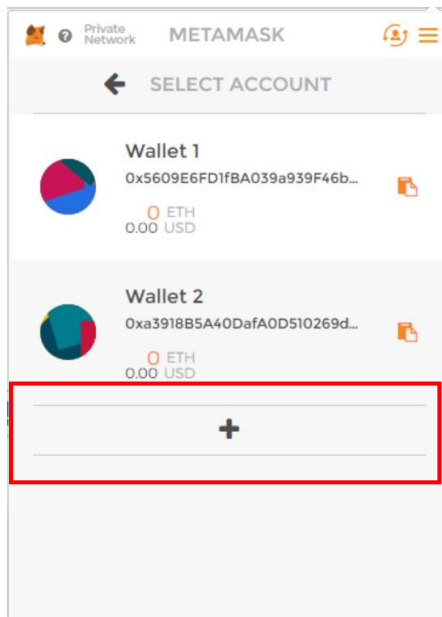 Private
Network
METAMASK
SELECT ACCOUNT
Wallet 1
0x5609E6FD1fBA039a939F46b...
0 ETH
0.00 USD
Wallet 2
0xa3918B5A40DafA0D510269d...
0 ETH
0.00 USD